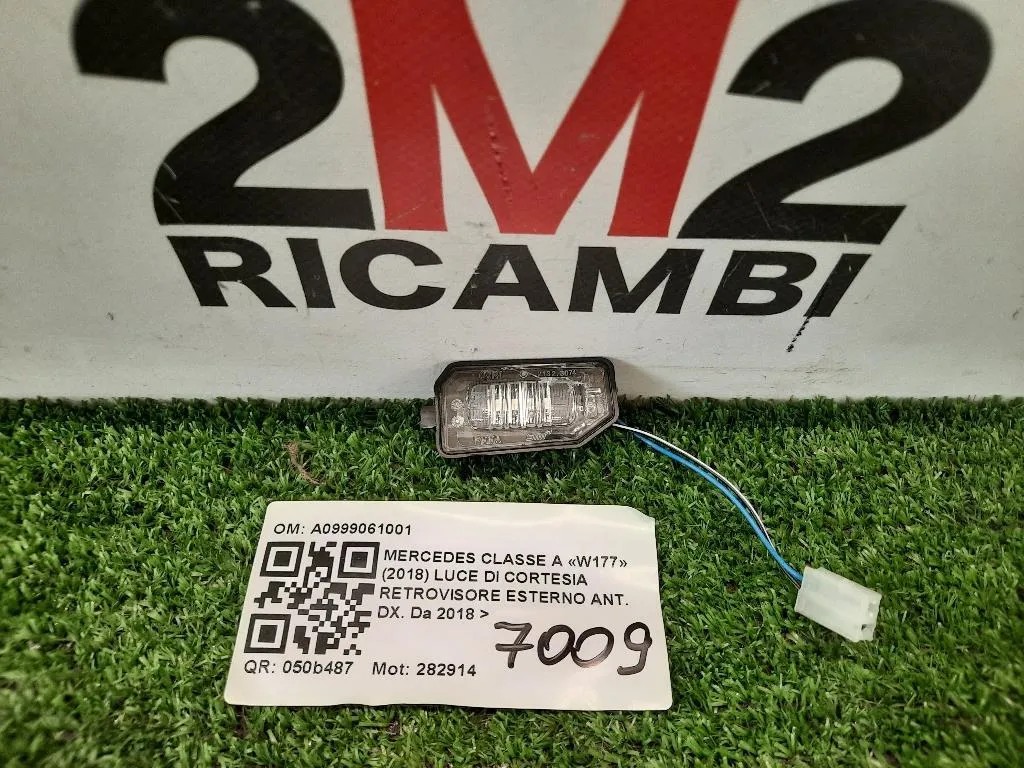 2M2
RICAMBI
OM: A0999061001
MERCEDES CLASSE A «W177»
(2018) LUCE DI CORTESIA
RETROVISORE ESTERNO ANT.
DX. Da 2018 >
7009
QR: 050b487 Mot: 282914